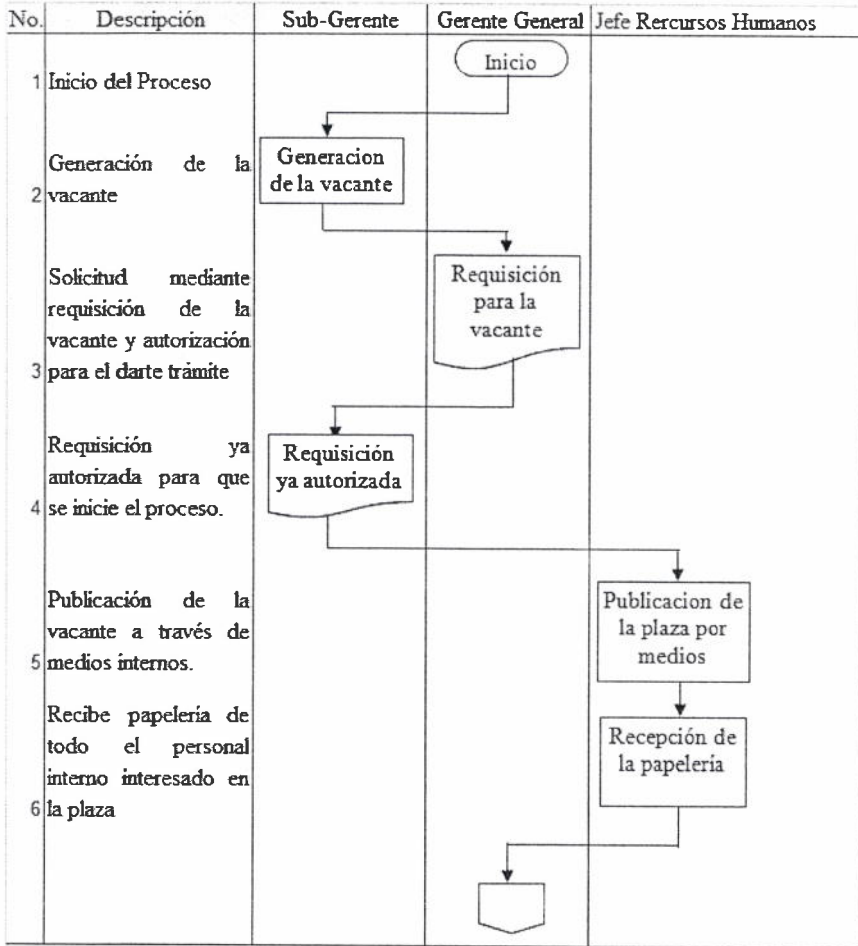 No. Descripción Sub-Gerente Gerente General Jefe Rercursos Humanos
Inicio
1 Inicio del Proceso
Generacion
de la vacante
Generación de la
2 vacante
Requisición
para la
vacante
Solicitud mediante
requisición de la
vacante y autorización
3 para el darte trámite
Requisición
ya autorizada
Requisición ya
autorizada para que
4 se inicie el proceso.
Publicacion de
la plaza por
medios
Publicación de la
vacante a través de
5 medios internos.
Recepción de
la papelería
Recibe papelería de
todo el personal
interno interesado en
6 la plaza